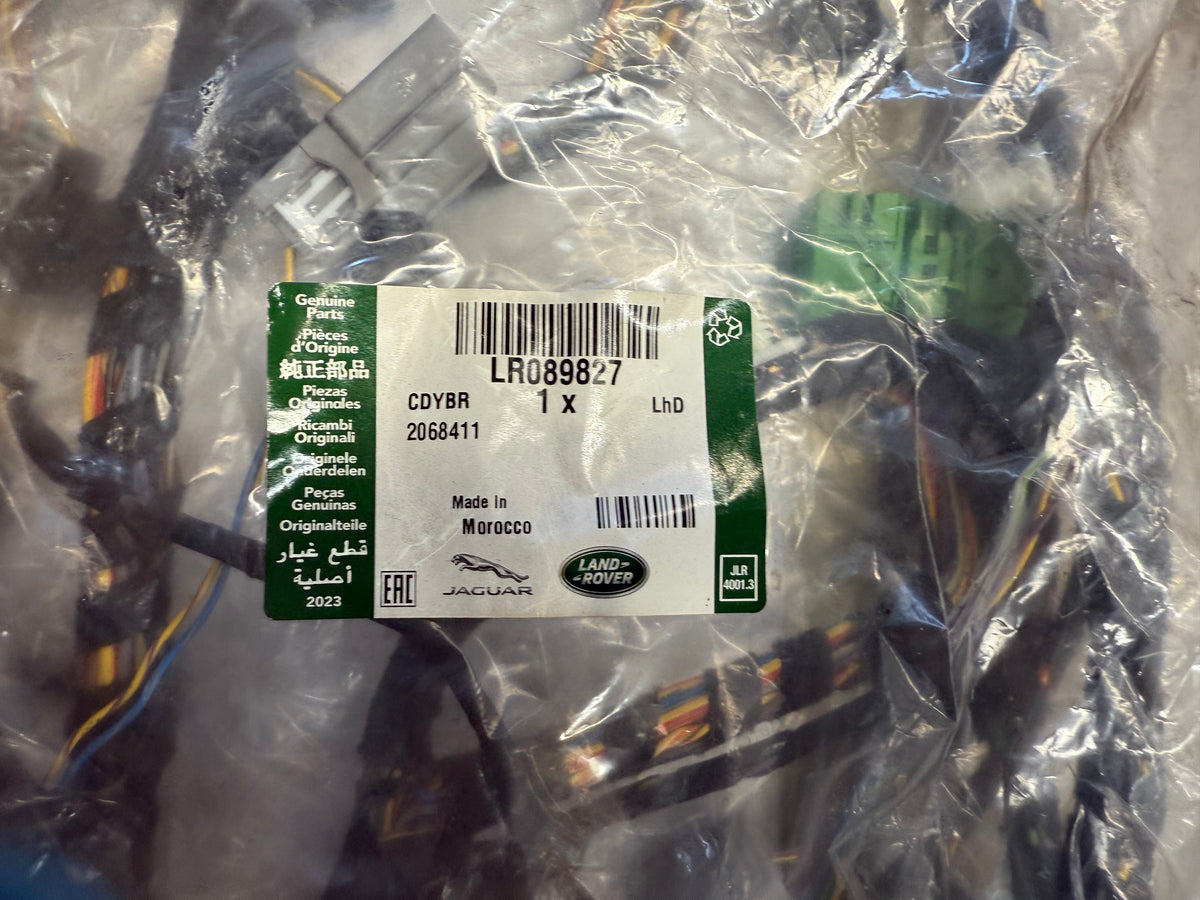 Genuine
Parts
Pièces
d'Origine
純正部品
Piezas
Originales
Ricambi
Originali
Originele
Onderdelen
Peças
Genuinas
Originalteile
قطع غيار
أصلية
2023
LR089827
1 x
CDYBR
LhD
2068411
Made In
Morocco
EAC
JAGUAR
LAND-
-ROVER
JLR
4001.3